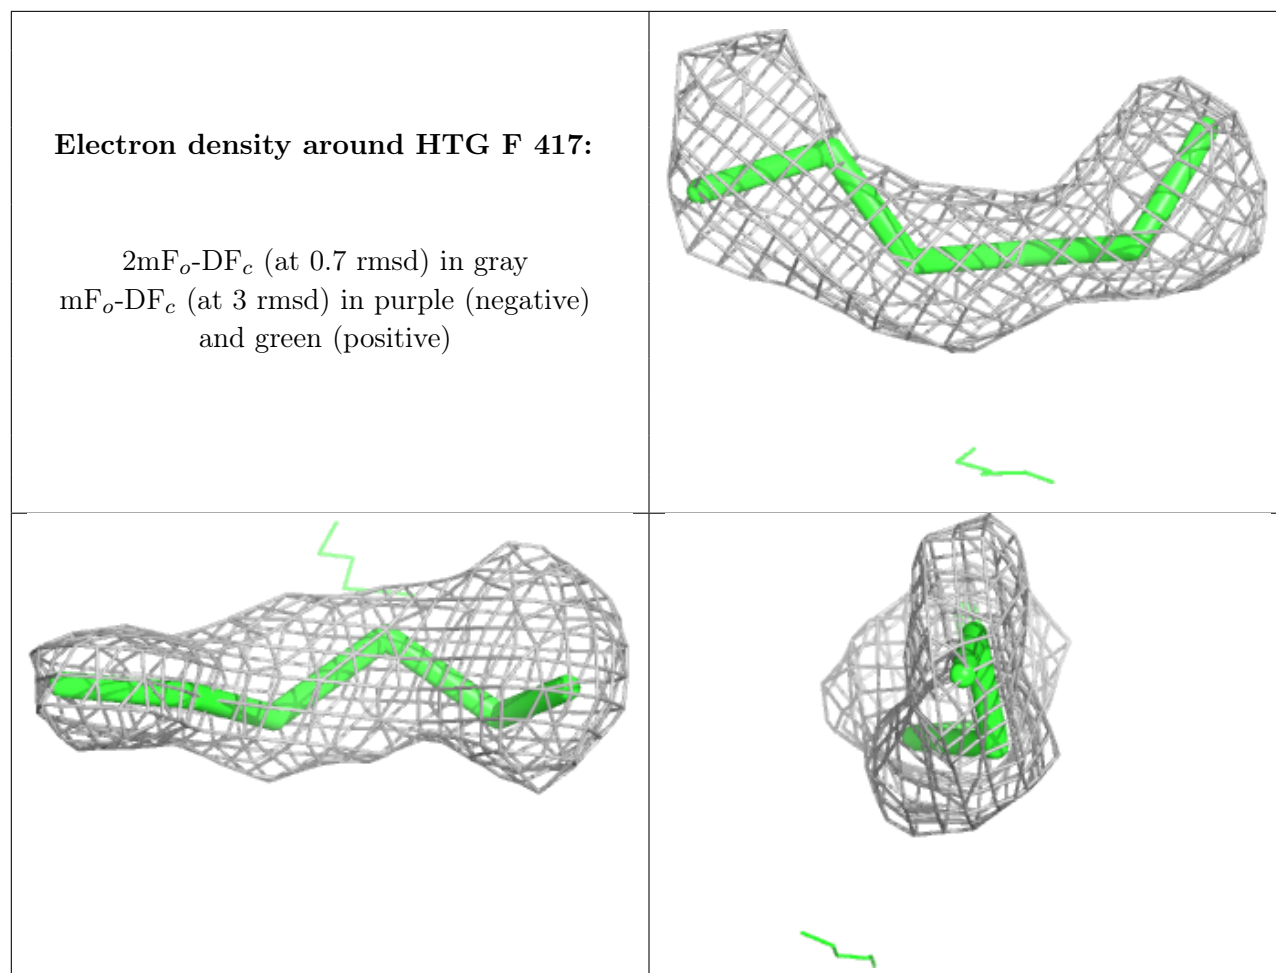 Electron density around HTG F 417:
2mFo-DFc (at 0.7 rmsd) in gray
mFo-DFc (at 3 rmsd) in purple (negative)
and green (positive)